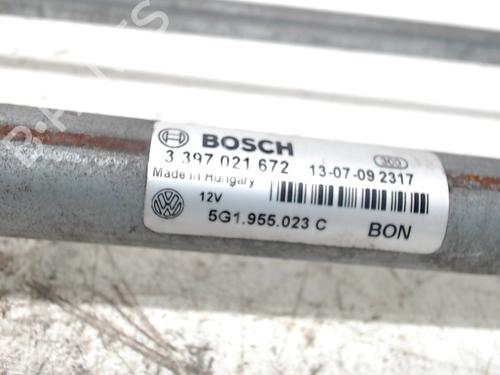 BOSCH
3 397 021 672 13-07-09 2317
Made in Hungary
12V
5G1.955.023 C BON